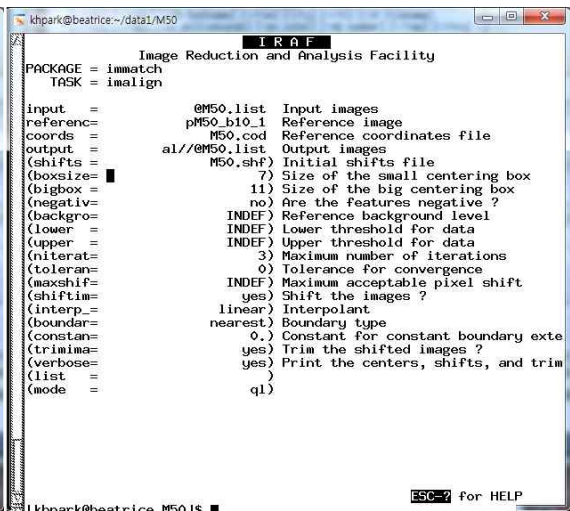 khpark@beatrice:~/data1/M50
I R A F
Image Reduction and Analysis Facility
PACKAGE = immatch
TASK = imalign
input = @M50.list Input images
referenc= pM50_b10_1 Reference image
coords = M50.cod Reference coordinates file
output = al//@M50.list Output images
(shifts = M50.shf) Initial shifts file
(boxsize= 7) Size of the small centering box
(bigbox = 11) Size of the big centering box
(negativ= no) Are the features negative ?
(backgro= INDEF) Reference background level
(lower = INDEF) Lower threshold for data
(upper = INDEF) Upper threshold for data
(niterat= 3) Maximum number of iterations
(toleran= 0) Tolerance for convergence
(maxshif= INDEF) Maximum acceptable pixel shift
(shiftim= yes) Shift the images ?
(interp_= linear) Interpolant
(boundar= nearest) Boundary type
(constan= 0.) Constant for constant boundary exte
(trimima= yes) Trim the shifted images ?
(verbose= yes) Print the centers, shifts, and trim
(list = )
(mode = ql)
ESC-? for HELP
[khpark@beatrice M50]$